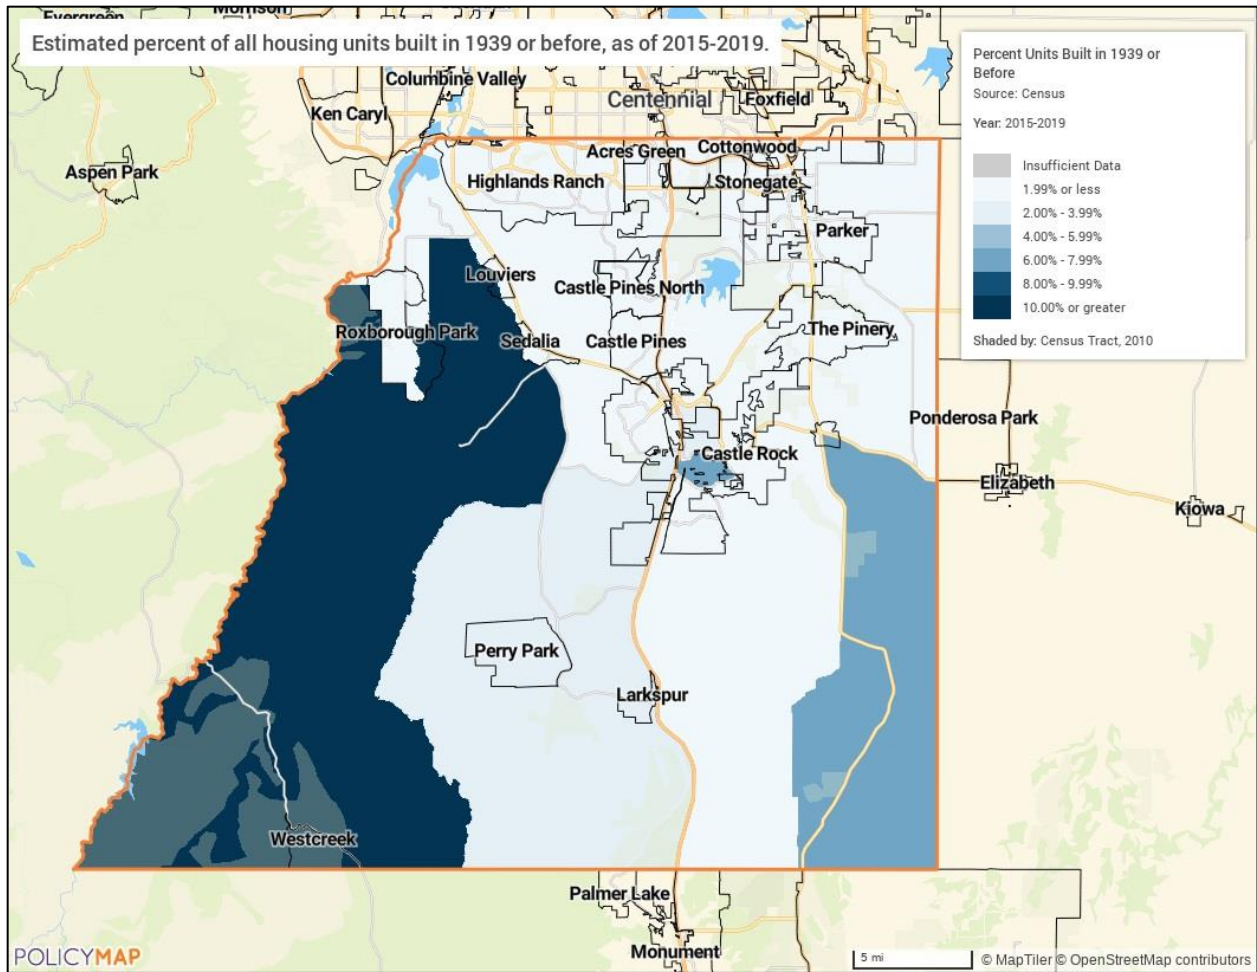 Evergreen
Morrison
Estimated percent of all housing units built in 1939 or before, as of 2015-2019.
Percent Units Built in 1939 or
Before
Source: Census
Year: 2015-2019
Insufficient Data
1.99% or less
2.00% - 3.99%
4.00% - 5.99%
6.00% - 7.99%
8.00% - 9.99%
10.00% or greater
Shaded by: Census Tract, 2010
Columbine Valley
Centennial
Foxfield
Ken Caryl
Acres Green
Cottonwood
Aspen Park
Highlands Ranch
Stonegate
Parker
Louviers
Castle Pines North
Roxborough Park
Sedalia
Castle Pines
The Pinery
Ponderosa Park
Castle Rock
Elizabeth
Kiowa
Perry Park
Larkspur
Westcreek
Palmer Lake
Monument
POLICYMAP
5 mi
© MapTiler © OpenStreetMap contributors